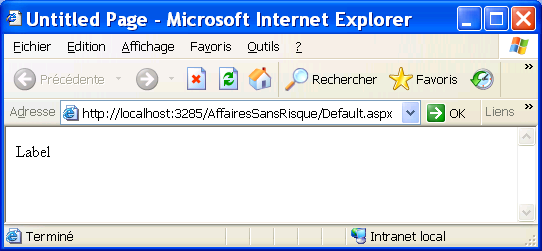 Untitled Page - Microsoft Internet Explorer
Fichier Edition Affichage Favoris Outils ?
Précédente Rechercher Favoris »
Adresse http://localhost:3285/AffairesSansRisque/Default.aspx OK Liens »
Label
Terminé Intranet local